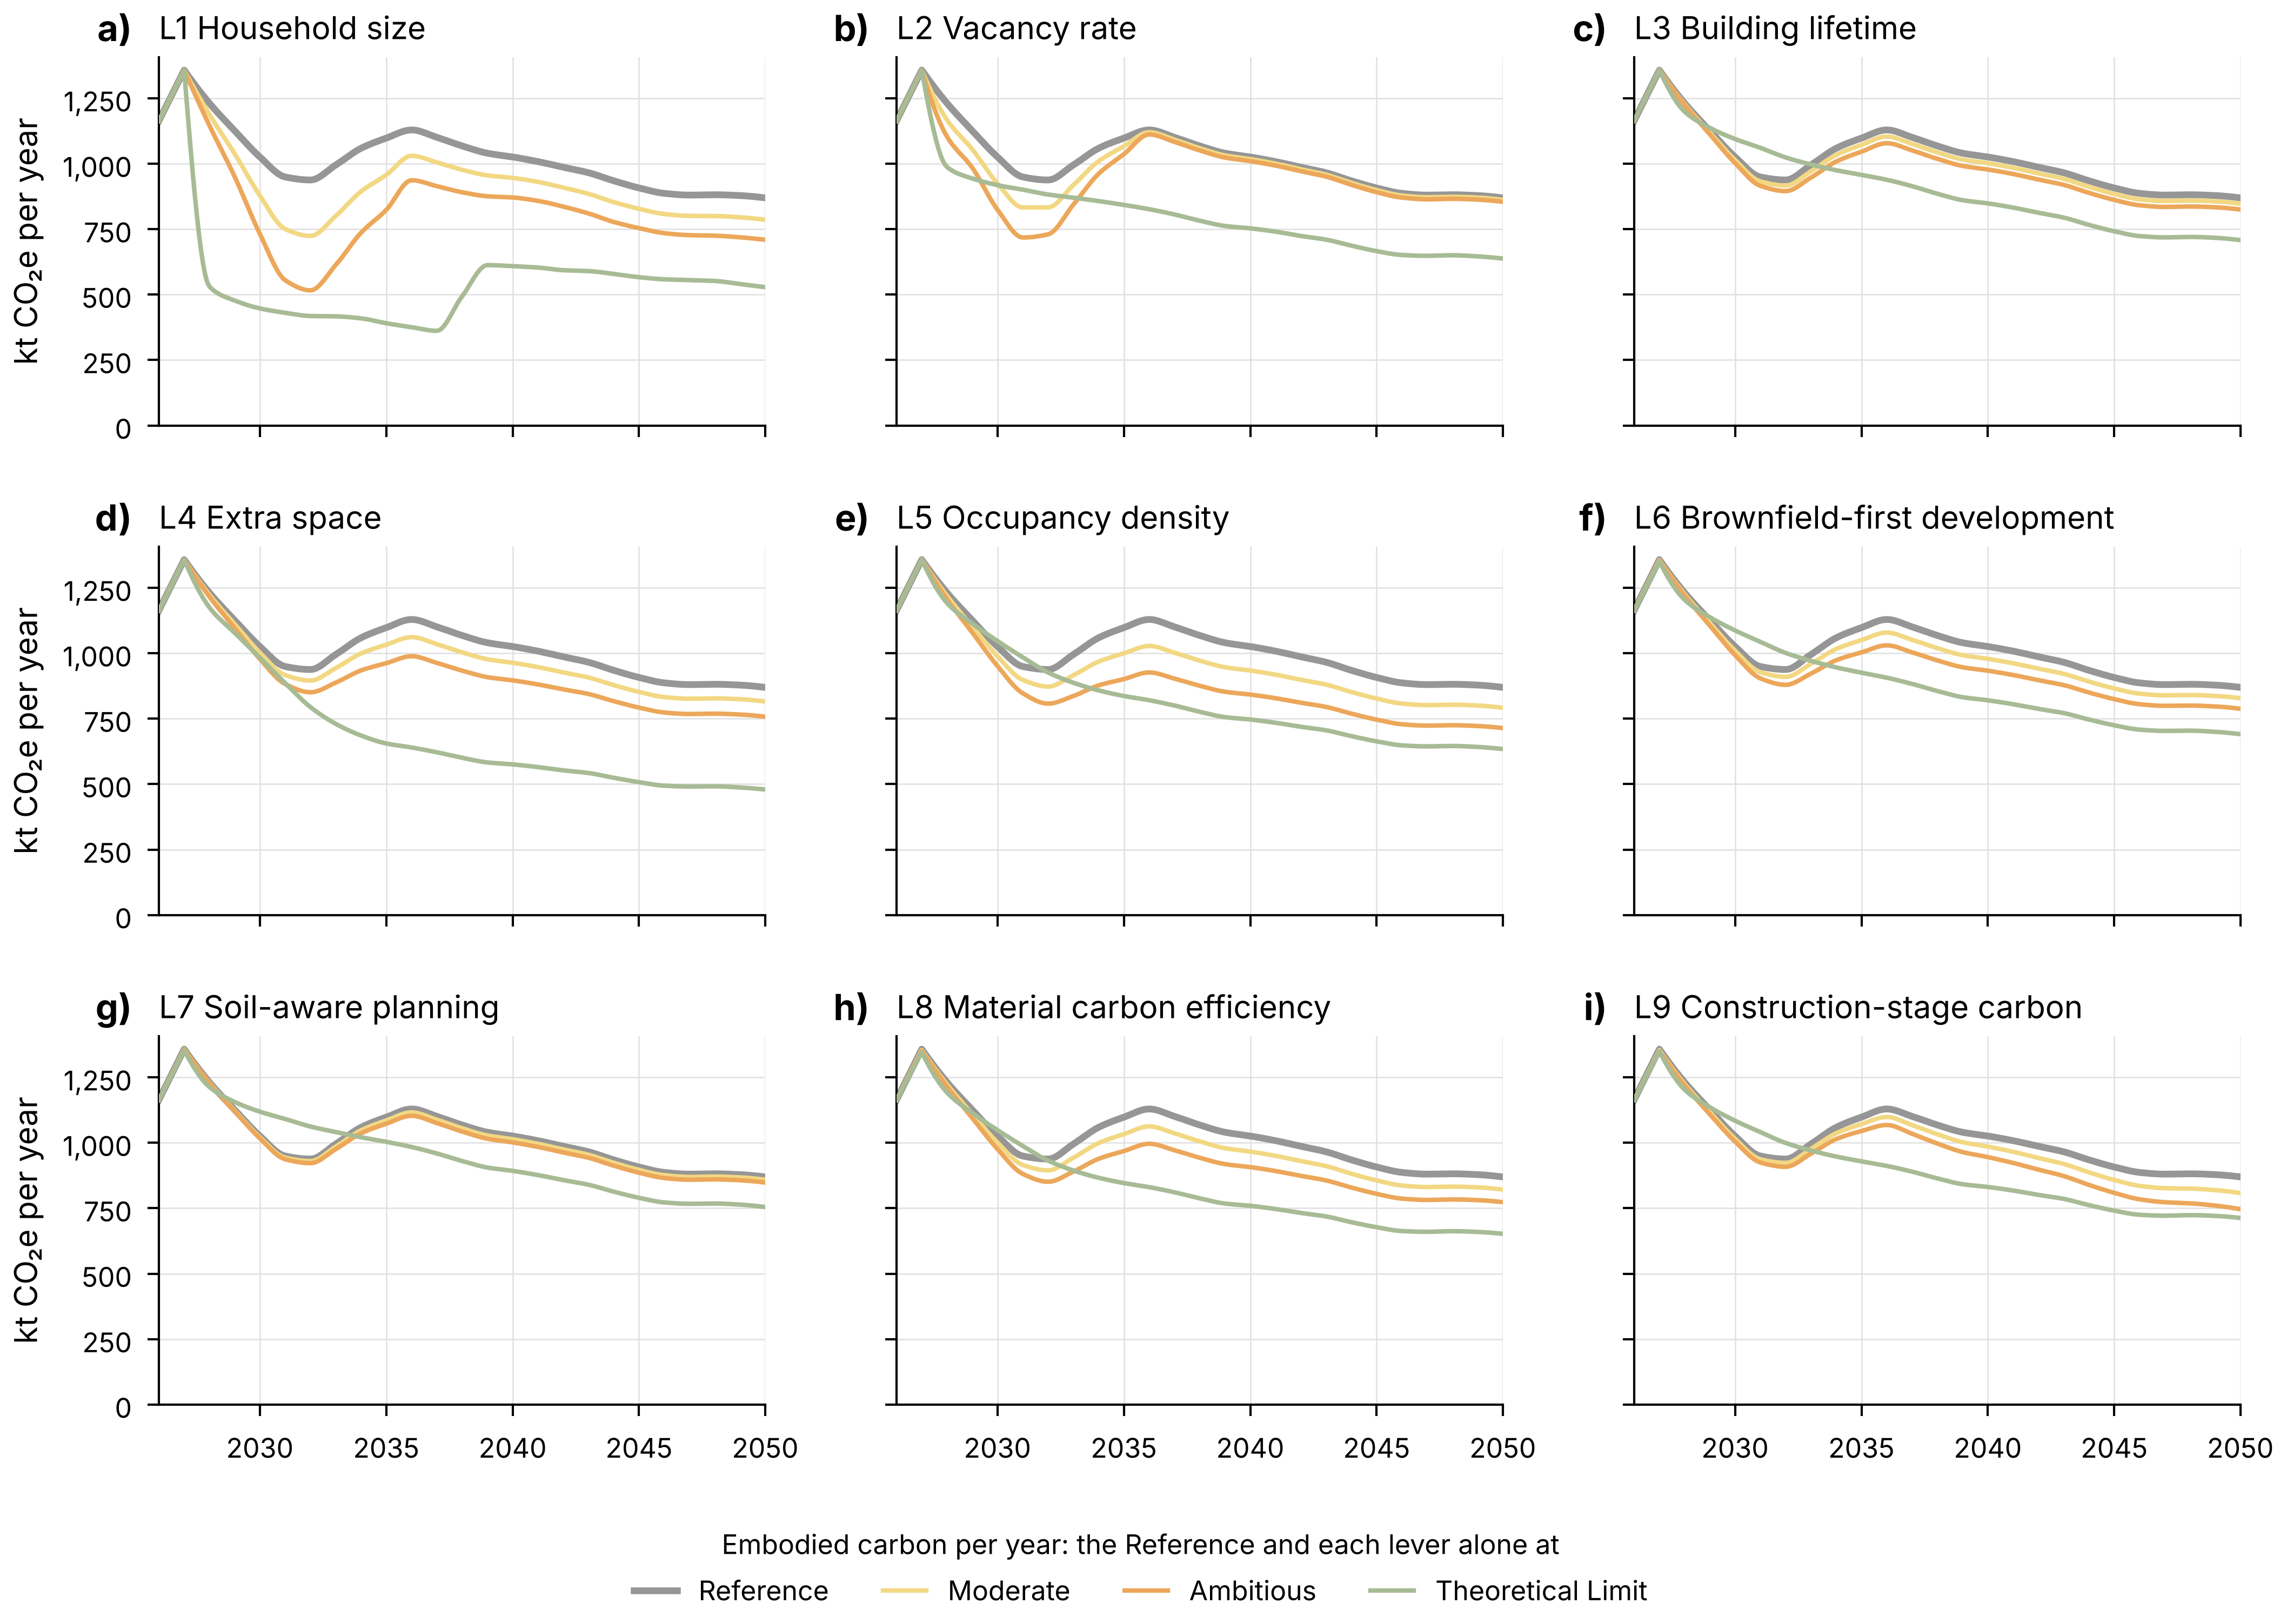 a) L1 Household size
b) L2 Vacancy rate
c) L3 Building lifetime
kt CO₂e per year
1,250
1,000
750
500
250
0
d) L4 Extra space
e) L5 Occupancy density
f) L6 Brownfield-first development
kt CO₂e per year
1,250
1,000
750
500
250
0
g) L7 Soil-aware planning
h) L8 Material carbon efficiency
i) L9 Construction-stage carbon
kt CO₂e per year
1,250
1,000
750
500
250
0
2030 2035 2040 2045 2050
2030 2035 2040 2045 2050
2030 2035 2040 2045 2050
Embodied carbon per year: the Reference and each lever alone at
Reference Moderate Ambitious Theoretical Limit